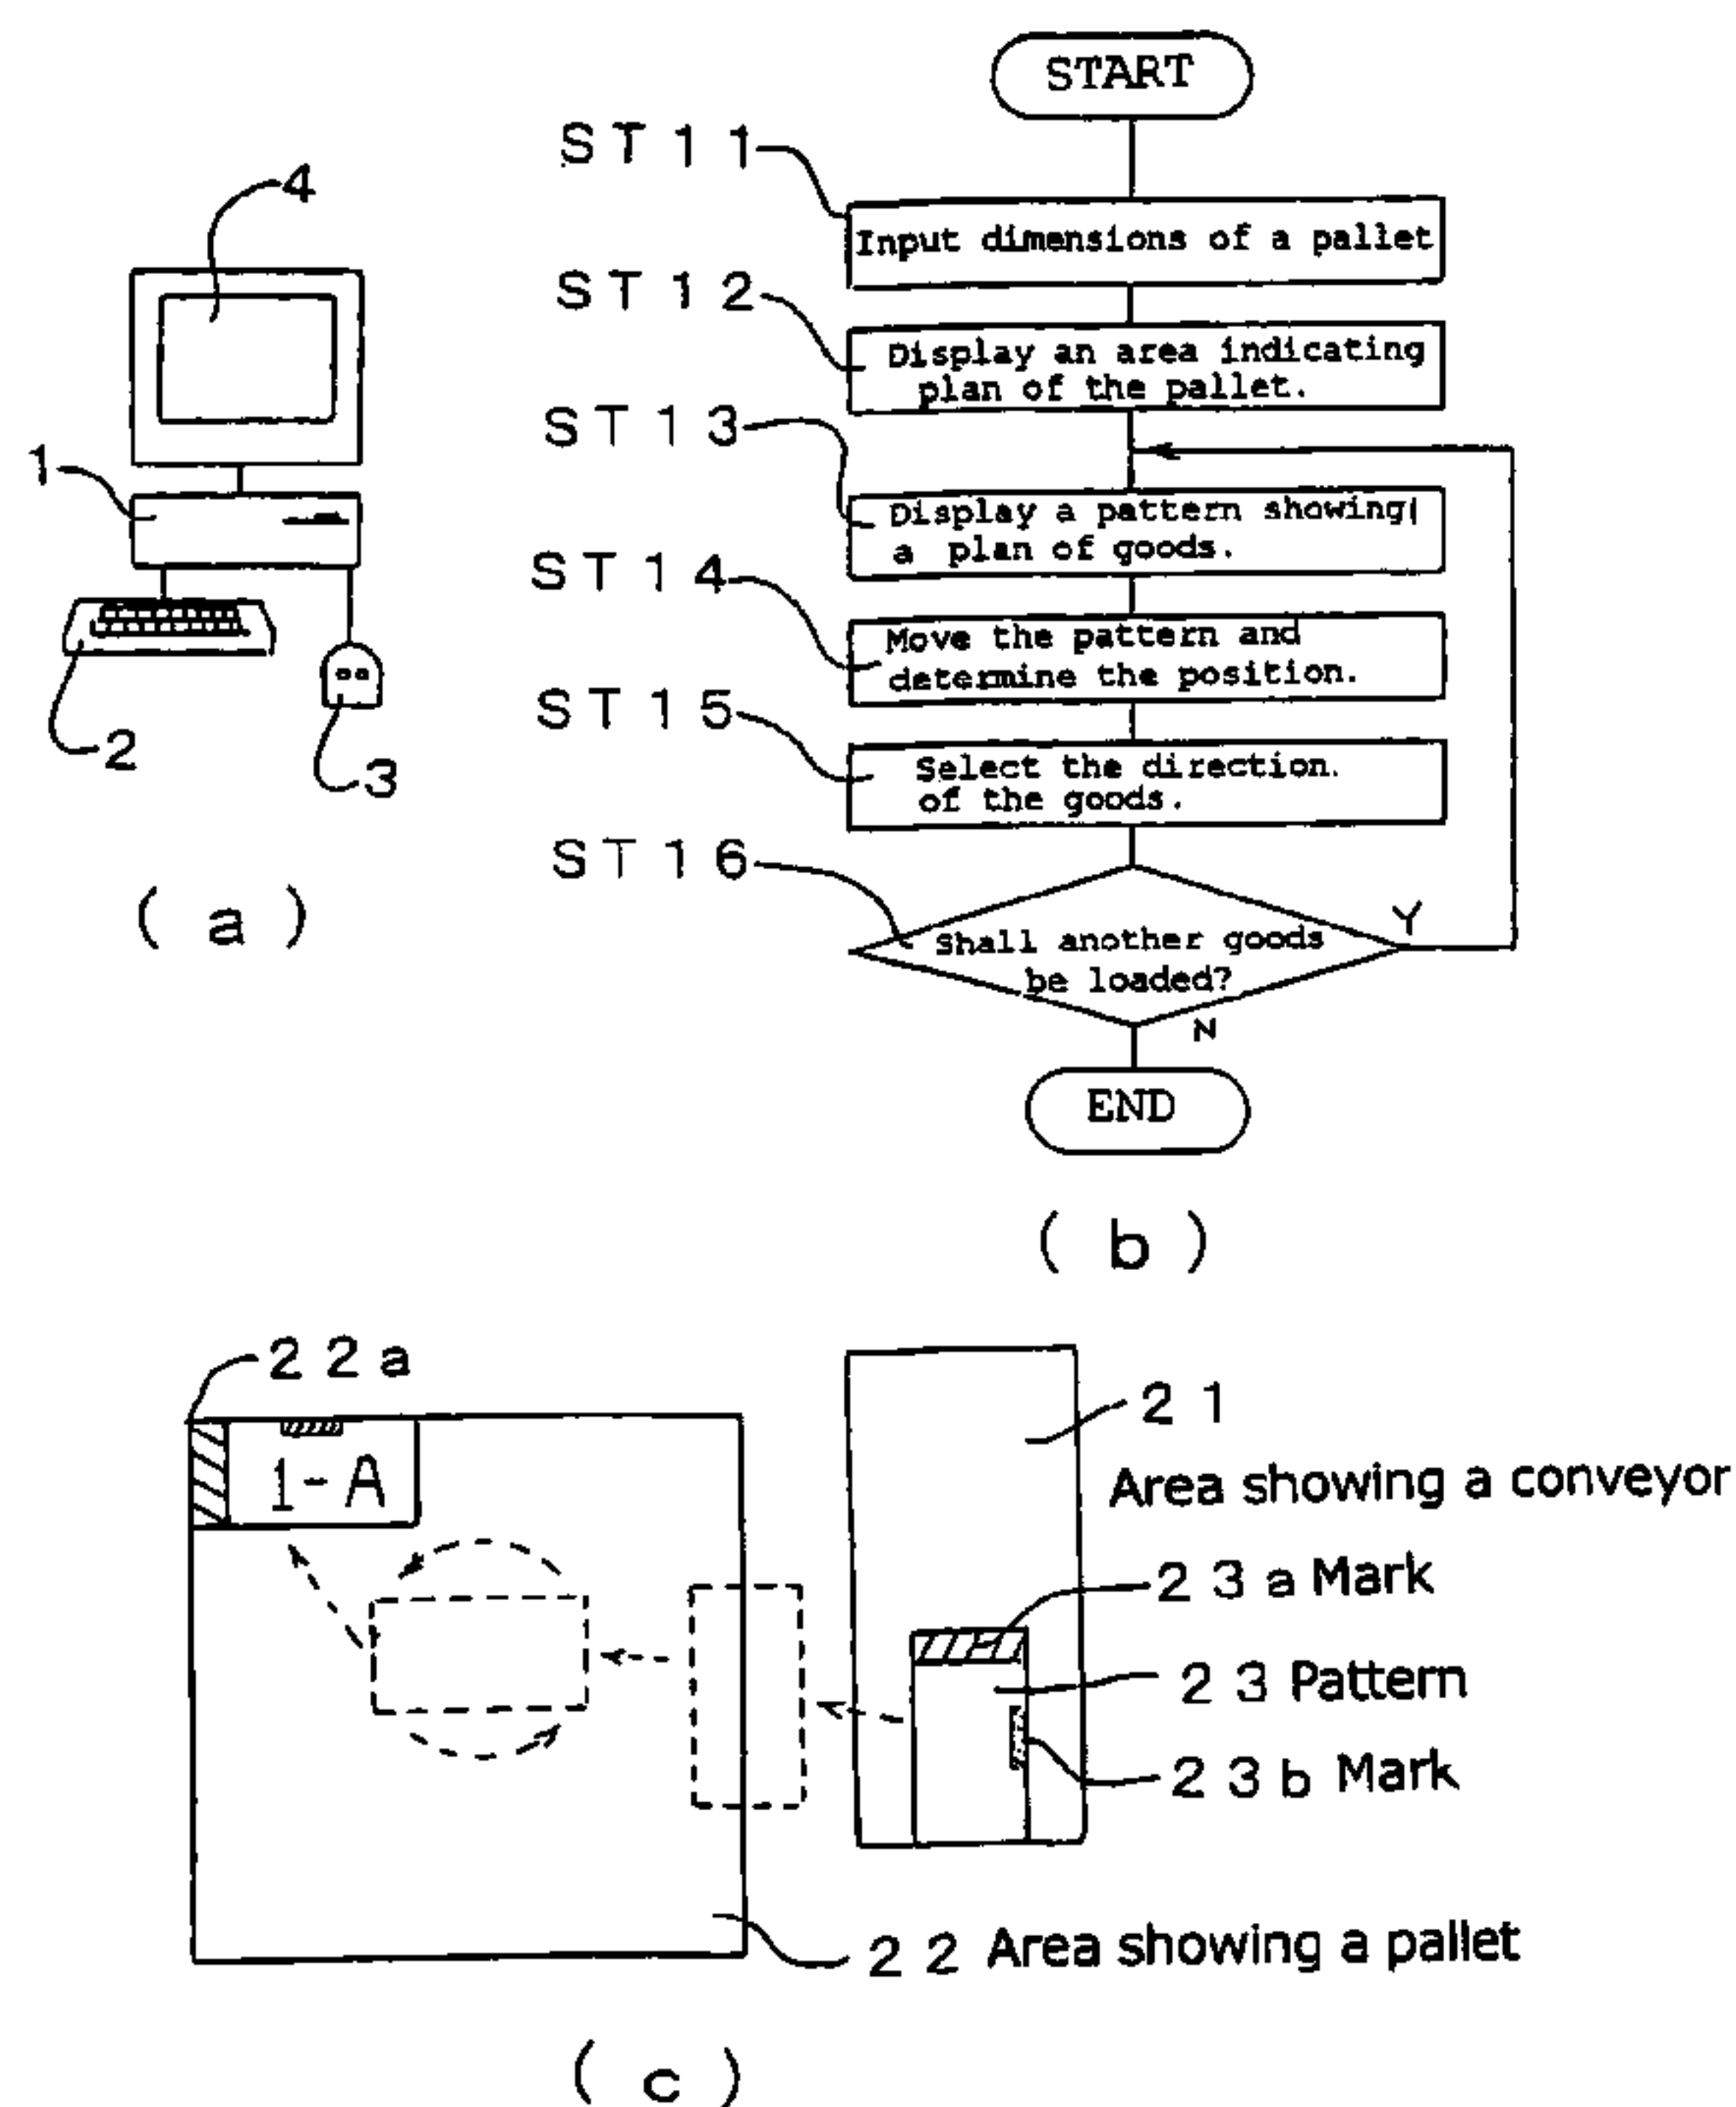 START
ST11
Input dimensions of a pallet
4
ST12
Display an area indicating
plan of the pallet.
ST13
1
Display a pattern showing
a plan of goods.
ST14
Move the pattern and
determine the position.
ST15
2
3
Select the direction.
of the goods.
ST16
Y
(a)
Shall another goods
be loaded?
N
END
(b)
22a
21
1-A
Area showing a conveyor
23a Mark
23 Pattern
23b Mark
22 Area showing a pallet
(c)